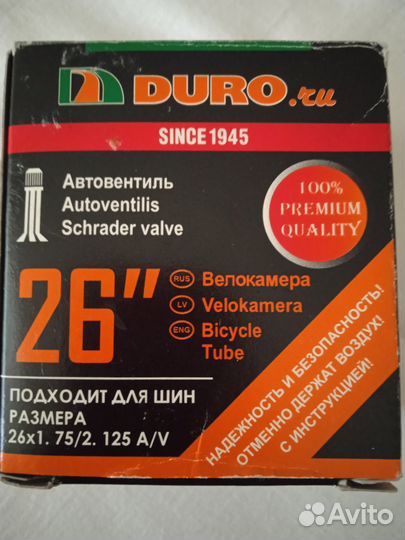 DURO.ru
SINCE 1945
Автовентиль
Autoventilis
Schrader valve
100%
PREMIUM
QUALITY
26"
RUS Велокамера
LV Velokamera
ENG Bicycle
Tube
ПОДХОДИТ ДЛЯ ШИН
РАЗМЕРА
26x1. 75/2. 125 A/V
НАДЕЖНОСТЬ И БЕЗОПАСНОСТЬ!
ОТМЕННО ДЕРЖАТ ВОЗДУХ!
С ИНСТРУКЦИЕЙ!
Avito